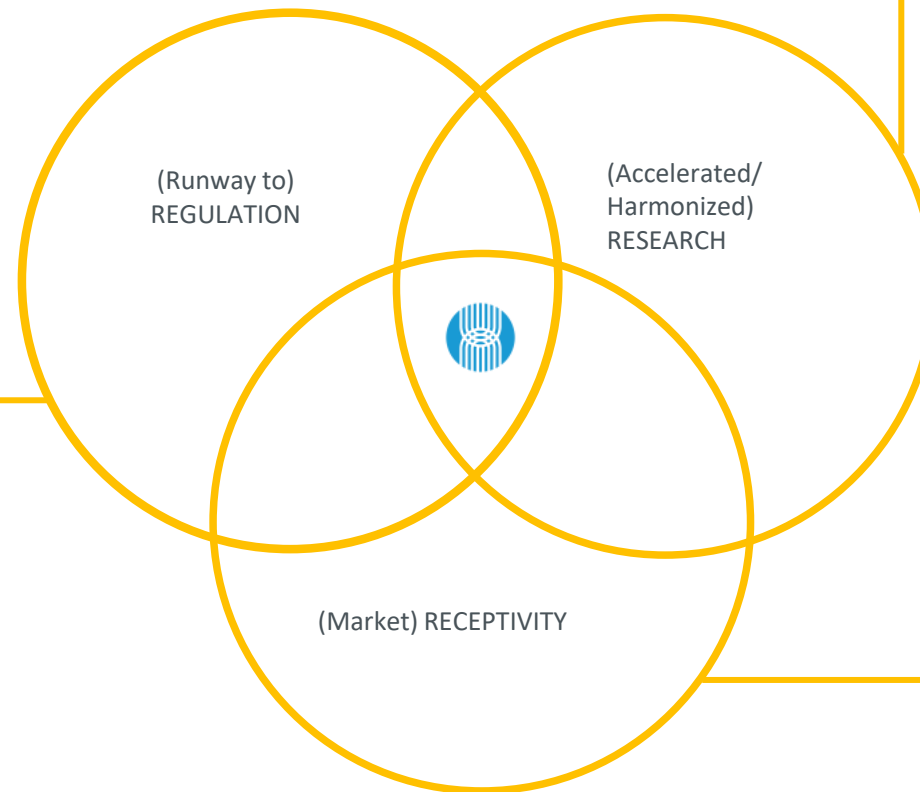 (Runway to)
REGULATION
(Accelerated/
Harmonized)
RESEARCH
(Market) RECEPTIVITY